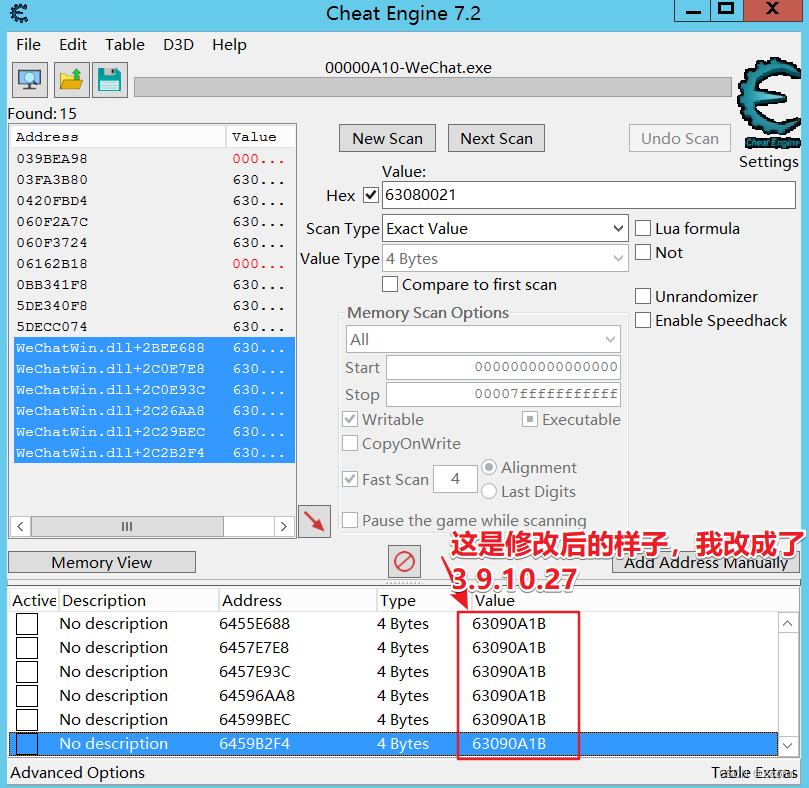 Cheat Engine 7.2
File Edit Table D3D Help
00000A10-WeChat.exe
Found: 15
Cheat Engine
Settings
Address Value
039BEA98 000...
03FA3B80 630...
0420FBD4 630...
060F2A7C 630...
060F3724 630...
06162B18 000...
0BB341F8 630...
5DE340F8 630...
5DECC074 630...
WeChatWin.dll+2BEE688 630...
WeChatWin.dll+2C0E7E8 630...
WeChatWin.dll+2C0E93C 630...
WeChatWin.dll+2C26AA8 630...
WeChatWin.dll+2C29BEC 630...
WeChatWin.dll+2C2B2F4 630...
New Scan Next Scan Undo Scan
Value:
Hex 63080021
Scan Type Exact Value
Value Type 4 Bytes
Compare to first scan
Lua formula
Not
Unrandomizer
Enable Speedhack
Memory Scan Options
All
Start 0000000000000000
Stop 00007fffffffffff
Writable Executable
CopyOnWrite
Fast Scan 4 Alignment
Last Digits
Pause the game while scanning
这是修改后的样子，我改成了
3.9.10.27
Memory View Add Address Manually
Active Description Address Type Value
No description 6455E688 4 Bytes 63090A1B
No description 6457E7E8 4 Bytes 63090A1B
No description 6457E93C 4 Bytes 63090A1B
No description 64596AA8 4 Bytes 63090A1B
No description 64599BEC 4 Bytes 63090A1B
No description 6459B2F4 4 Bytes 63090A1B
Advanced Options Table Extras